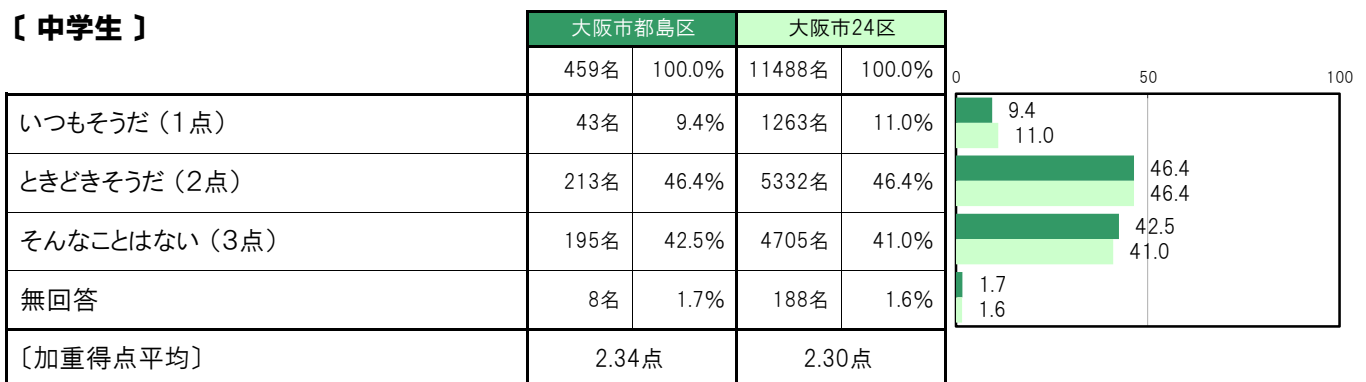 〔 中学生 〕
大阪市都島区 大阪市24区
459名 100.0% 11488名 100.0%
0 50 100
いつもそうだ（1点） 43名 9.4% 1263名 11.0%
9.4
11.0
ときどきそうだ（2点） 213名 46.4% 5332名 46.4%
46.4
46.4
そんなことはない（3点） 195名 42.5% 4705名 41.0%
42.5
41.0
無回答 8名 1.7% 188名 1.6%
1.7
1.6
〔加重得点平均〕 2.34点 2.30点